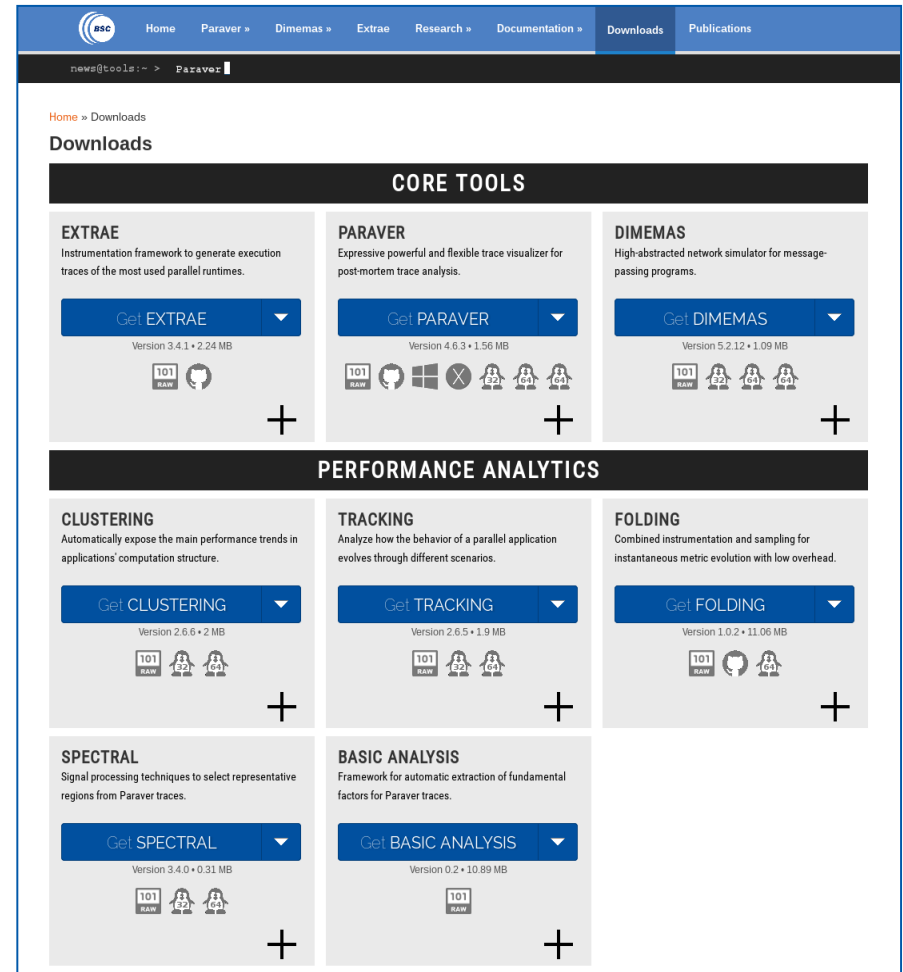 BSC
Home Paraver » Dimemas » Extrae Research » Documentation » Downloads Publications
news@tools:~ > Paraver
Home » Downloads
Downloads
CORE TOOLS
EXTRAE
Instrumentation framework to generate execution
traces of the most used parallel runtimes.
Get EXTRAE
Version 3.4.1 • 2.24 MB
101
RAW
PARAVER
Expressive powerful and flexible trace visualizer for
post-mortem trace analysis.
Get PARAVER
Version 4.6.3 • 1.56 MB
101 X 32 64 64
RAW
DIMEMAS
High-abstracted network simulator for message-
passing programs.
Get DIMEMAS
Version 5.2.12 • 1.09 MB
101 32 64 64
RAW
PERFORMANCE ANALYTICS
CLUSTERING
Automatically expose the main performance trends in
applications' computation structure.
Get CLUSTERING
Version 2.6.6 • 2 MB
101 32 64
RAW
TRACKING
Analyze how the behavior of a parallel application
evolves through different scenarios.
Get TRACKING
Version 2.6.5 • 1.9 MB
101 32 64
RAW
FOLDING
Combined instrumentation and sampling for
instantaneous metric evolution with low overhead.
Get FOLDING
Version 1.0.2 • 11.06 MB
101 64
RAW
SPECTRAL
Signal processing techniques to select representative
regions from Paraver traces.
Get SPECTRAL
Version 3.4.0 • 0.31 MB
101 32 64
RAW
BASIC ANALYSIS
Framework for automatic extraction of fundamental
factors for Paraver traces.
Get BASIC ANALYSIS
Version 0.2 • 10.89 MB
101
RAW